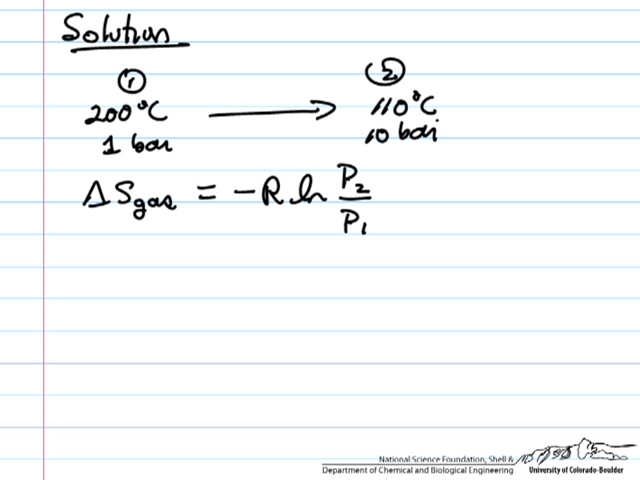 Solution
① ②
200°C ⟶ 110°C
1 bar 10 bar
ΔS_gas = -R ln P₂/P₁
National Science Foundation, Shell &
Department of Chemical and Biological Engineering University of Colorado-Boulder